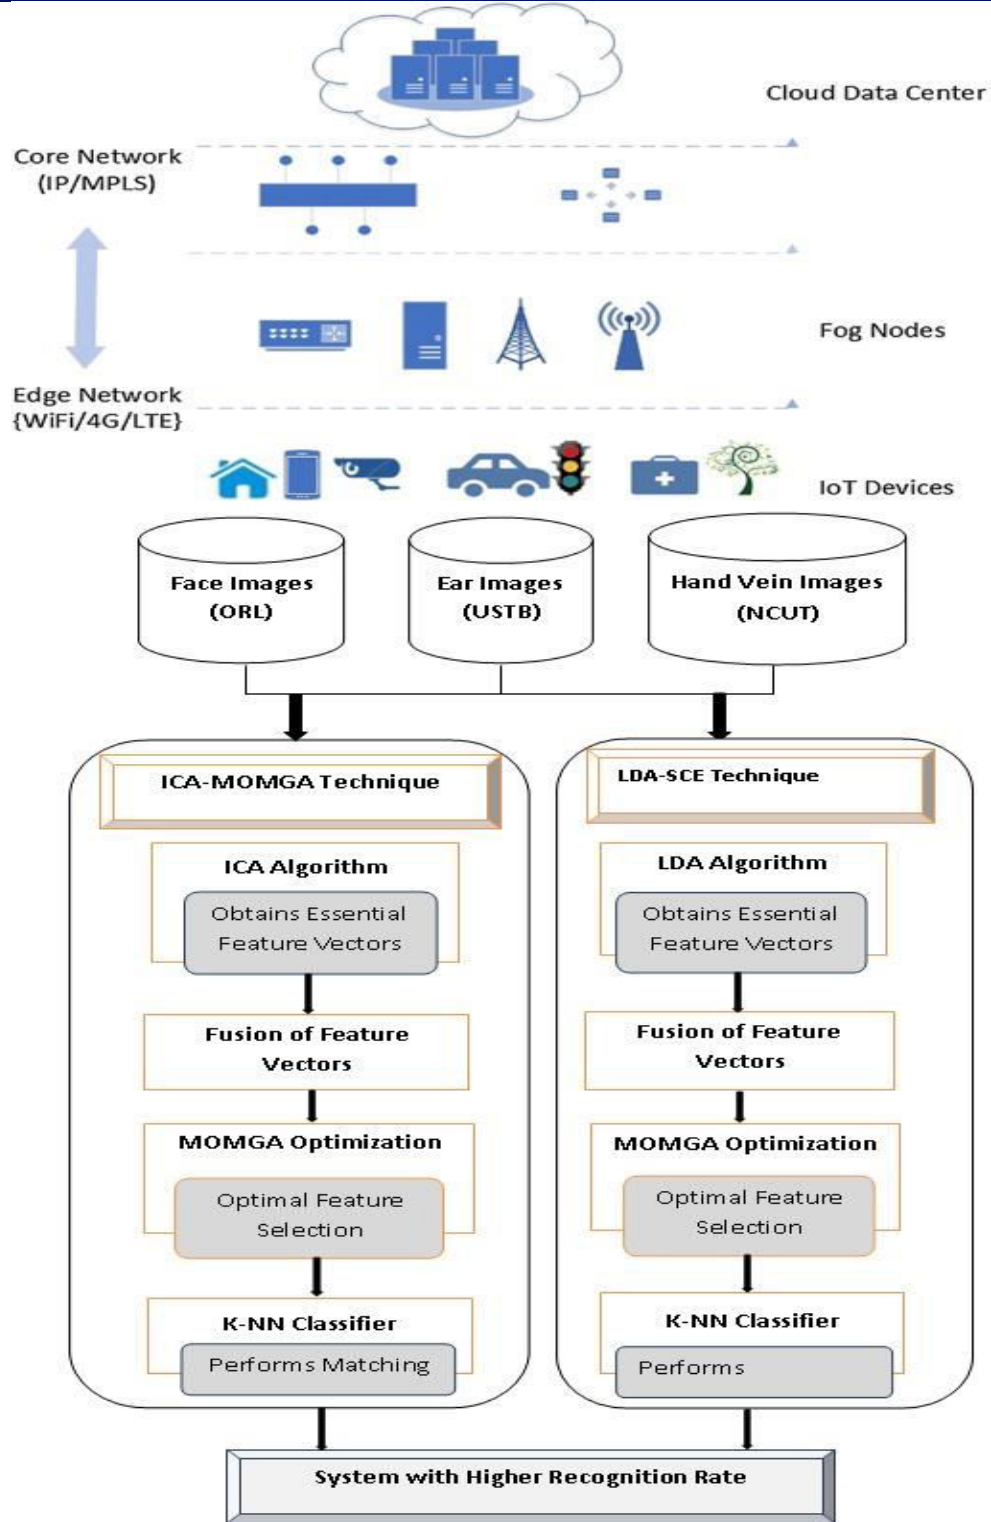 Cloud Data Center
Core Network
(IP/MPLS)
Fog Nodes
Edge Network
{WiFi/4G/LTE}
IoT Devices
Face Images
(ORL)
Ear Images
(USTB)
Hand Vein Images
(NCUT)
ICA-MOMGA Technique
ICA Algorithm
Obtains Essential
Feature Vectors
Fusion of Feature
Vectors
MOMGA Optimization
Optimal Feature
Selection
K-NN Classifier
Performs Matching
LDA-SCE Technique
LDA Algorithm
Obtains Essential
Feature Vectors
Fusion of Feature
Vectors
MOMGA Optimization
Optimal Feature
Selection
K-NN Classifier
Performs
System with Higher Recognition Rate